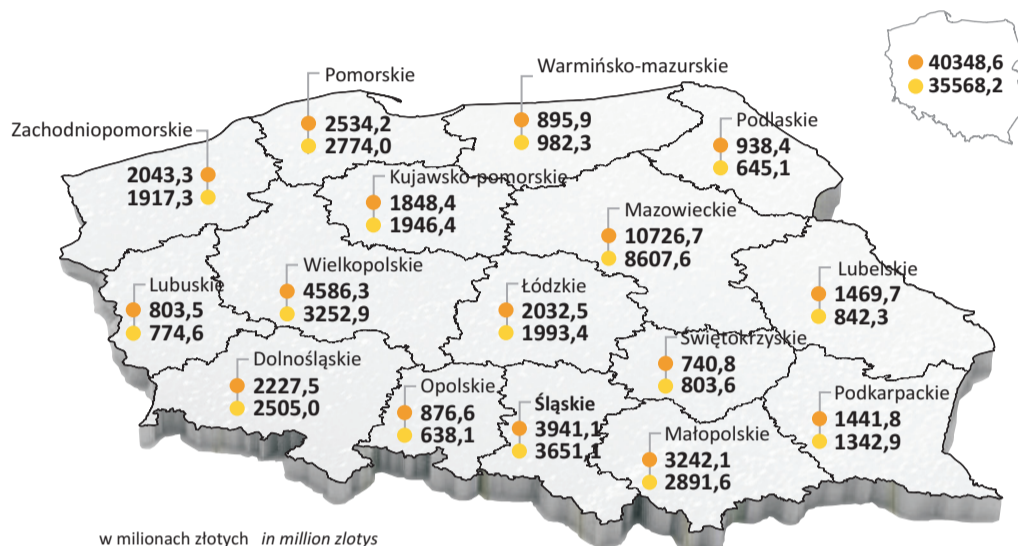 Pomorskie
2534,2
2774,0
Warmińsko-mazurskie
895,9
982,3
40348,6
35568,2
Zachodniopomorskie
2043,3
1917,3
Podlaskie
938,4
645,1
Kujawsko-pomorskie
1848,4
1946,4
Mazowieckie
10726,7
8607,6
Lubuskie
803,5
774,6
Wielkopolskie
4586,3
3252,9
Łódzkie
2032,5
1993,4
Lubelskie
1469,7
842,3
Dolnośląskie
2227,5
2505,0
Opolskie
876,6
638,1
Śląskie
3941,1
3651,1
Świętokrzyskie
740,8
803,6
Małopolskie
3242,1
2891,6
Podkarpackie
1441,8
1342,9
w milionach złotych in million zlotys